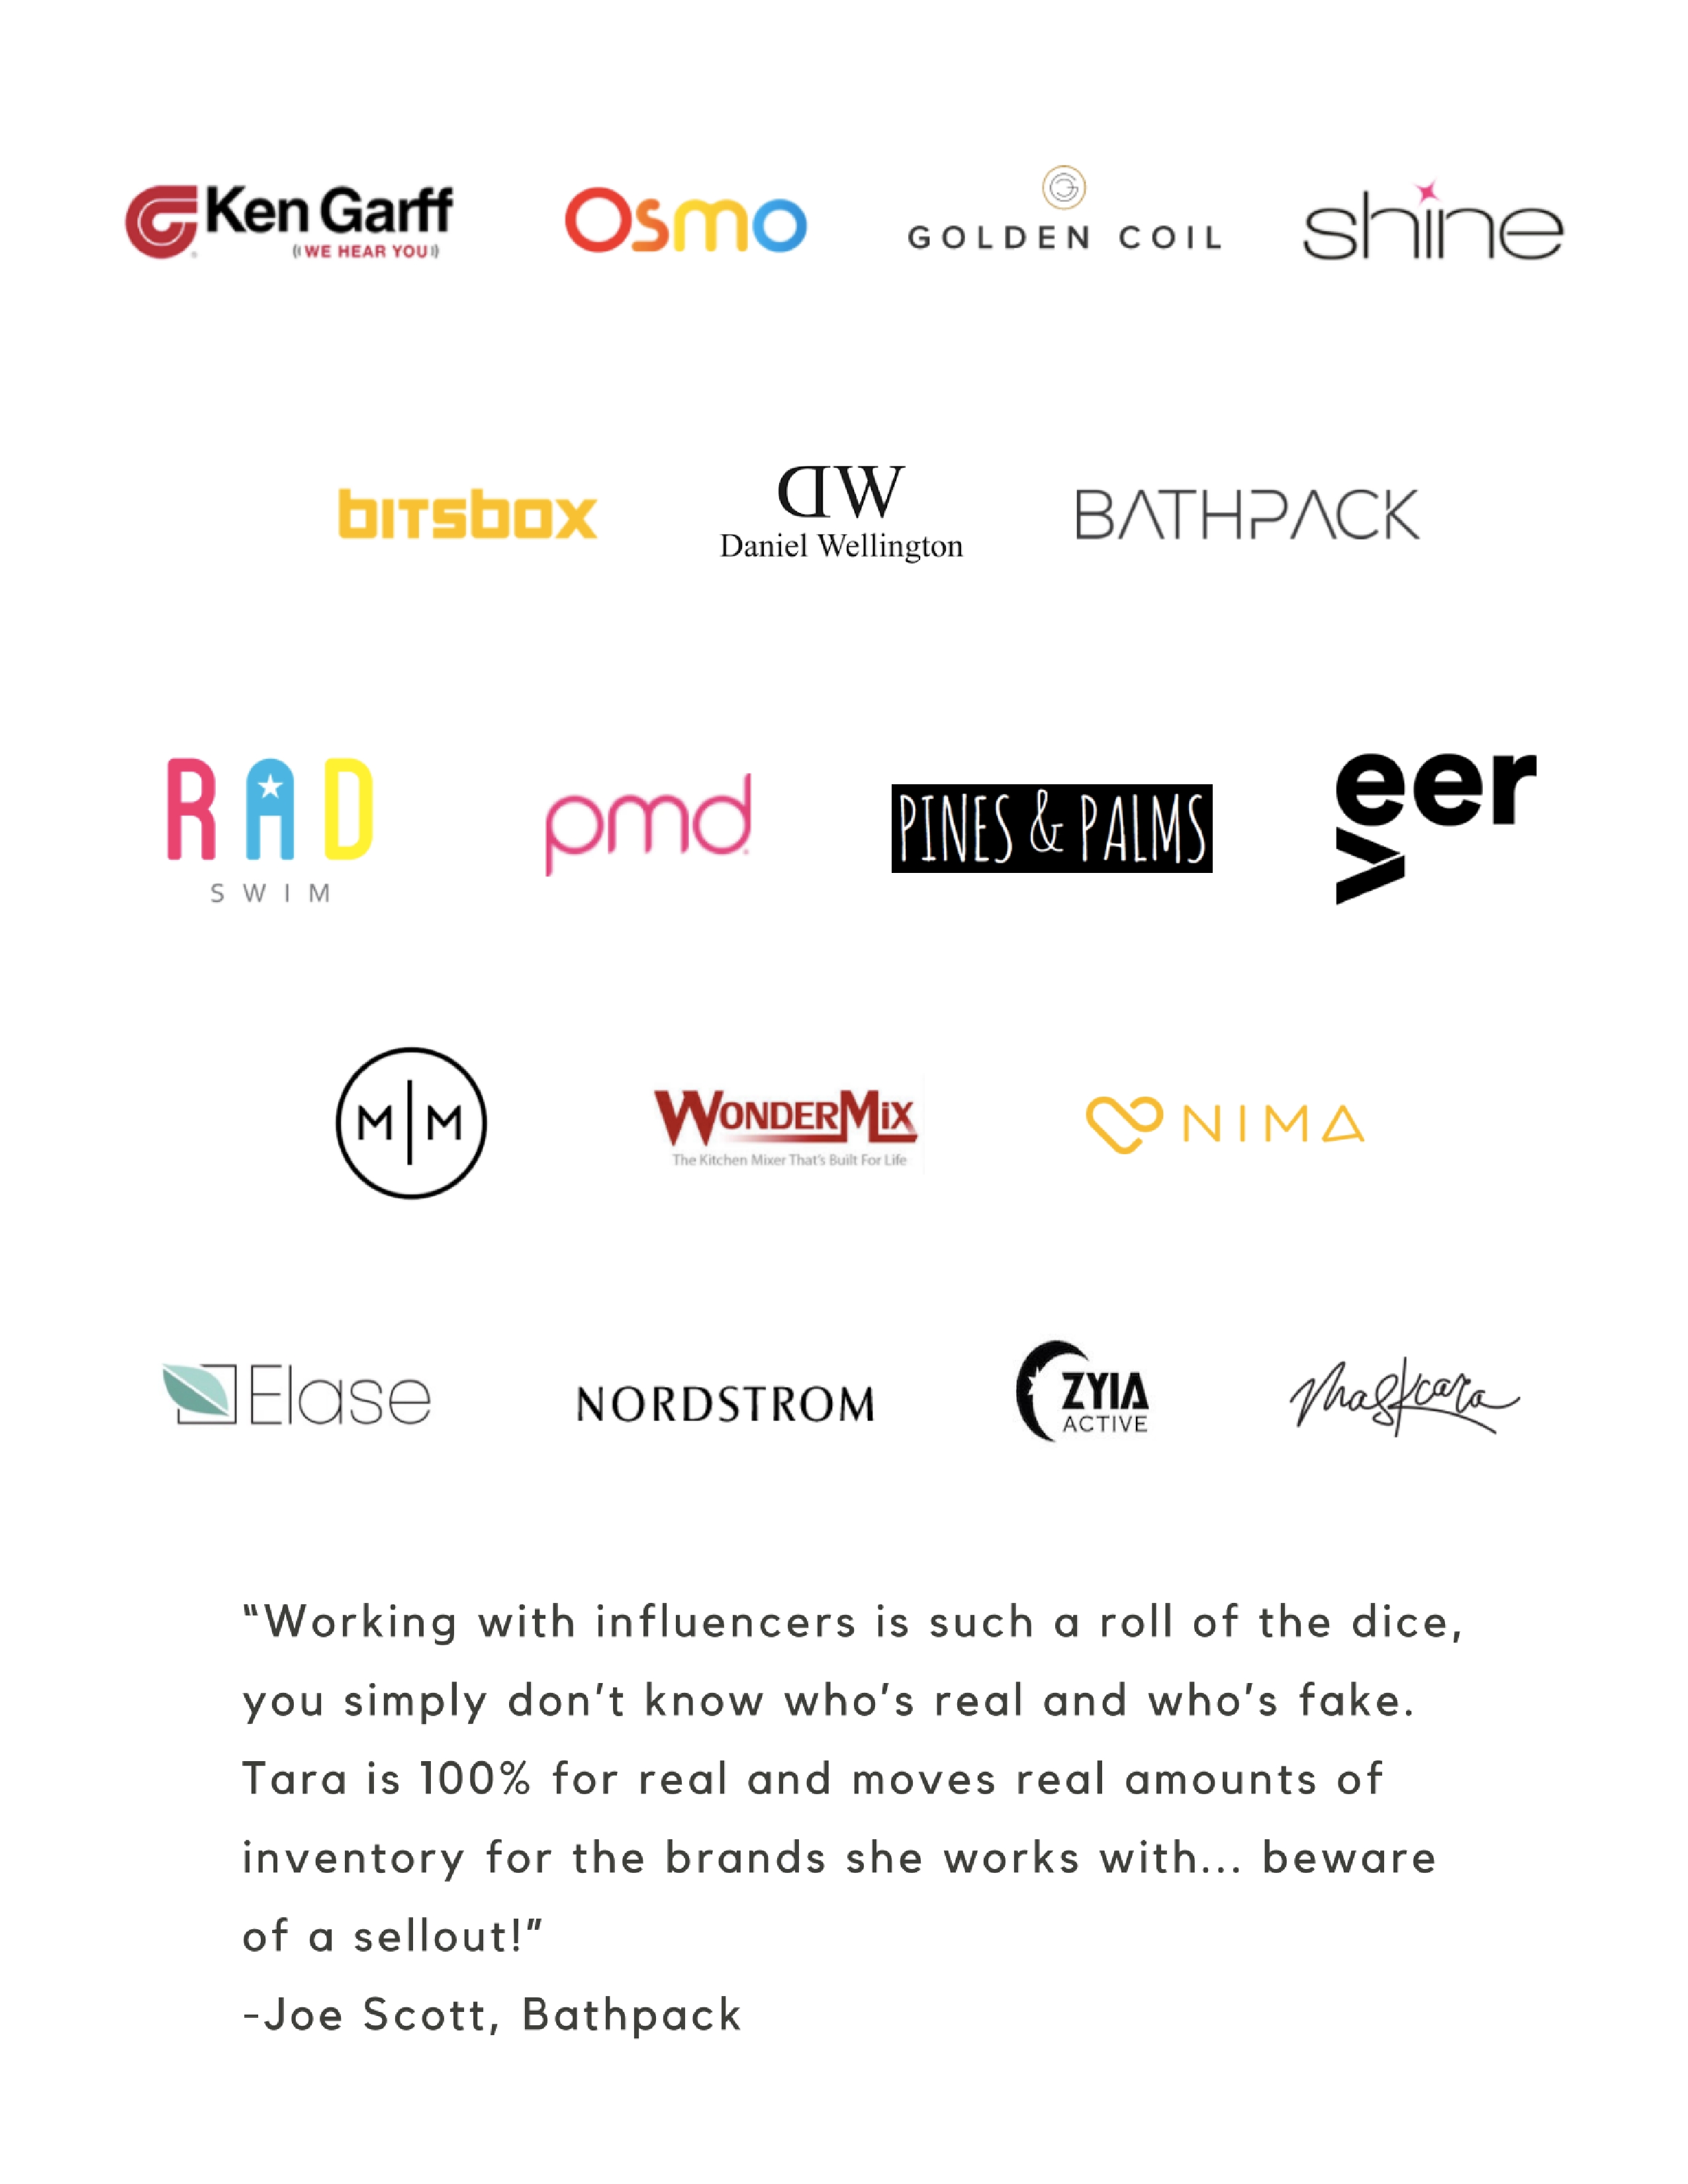 Ken Garff
WE HEAR YOU
Osmo
GOLDEN COIL
shine
bitsbox
DW
Daniel Wellington
BATHPACK
RAD
SWIM
pmd
PINES & PALMS
veer
M|M
WONDERMIX
The Kitchen Mixer That's Built For Life
NIMA
Elase
NORDSTROM
ZYIA
ACTIVE
Maskcara
“Working with influencers is such a roll of the dice,
you simply don’t know who’s real and who’s fake.
Tara is 100% for real and moves real amounts of
inventory for the brands she works with... beware
of a sellout!”
-Joe Scott, Bathpack